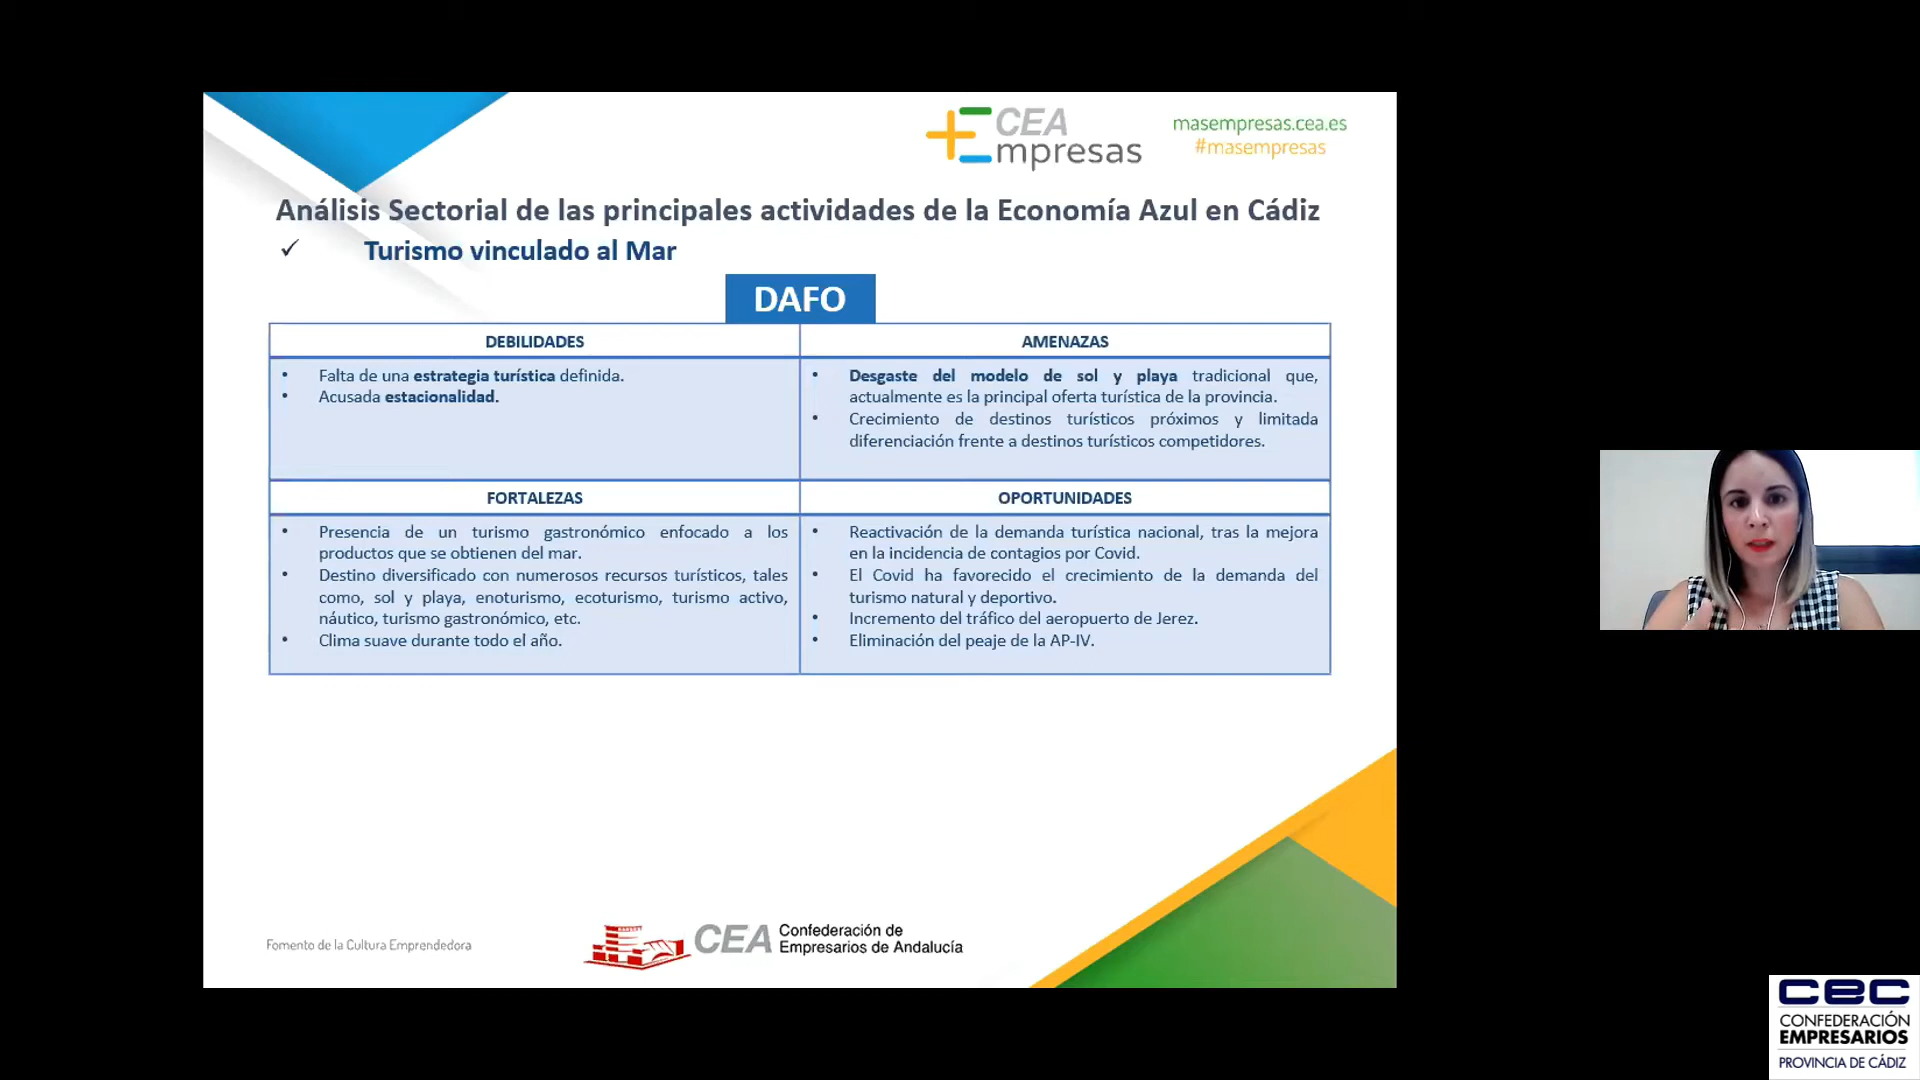 CEA
mpresas
masempresas.cea.es
#masempresas
Análisis Sectorial de las principales actividades de la Economía Azul en Cádiz
✓ Turismo vinculado al Mar
DAFO
DEBILIDADES
• Falta de una estrategia turística definida.
• Acusada estacionalidad.
AMENAZAS
• Desgaste del modelo de sol y playa tradicional que,
actualmente es la principal oferta turística de la provincia.
• Crecimiento de destinos turísticos próximos y limitada
diferenciación frente a destinos turísticos competidores.
FORTALEZAS
• Presencia de un turismo gastronómico enfocado a los
productos que se obtienen del mar.
• Destino diversificado con numerosos recursos turísticos, tales
como, sol y playa, enoturismo, ecoturismo, turismo activo,
náutico, turismo gastronómico, etc.
• Clima suave durante todo el año.
OPORTUNIDADES
• Reactivación de la demanda turística nacional, tras la mejora
en la incidencia de contagios por Covid.
• El Covid ha favorecido el crecimiento de la demanda del
turismo natural y deportivo.
• Incremento del tráfico del aeropuerto de Jerez.
• Eliminación del peaje de la AP-IV.
Fomento de la Cultura Emprendedora
CEA
Confederación de
Empresarios de Andalucía
cec
CONFEDERACIÓN
EMPRESARIOS
PROVINCIA DE CÁDIZ